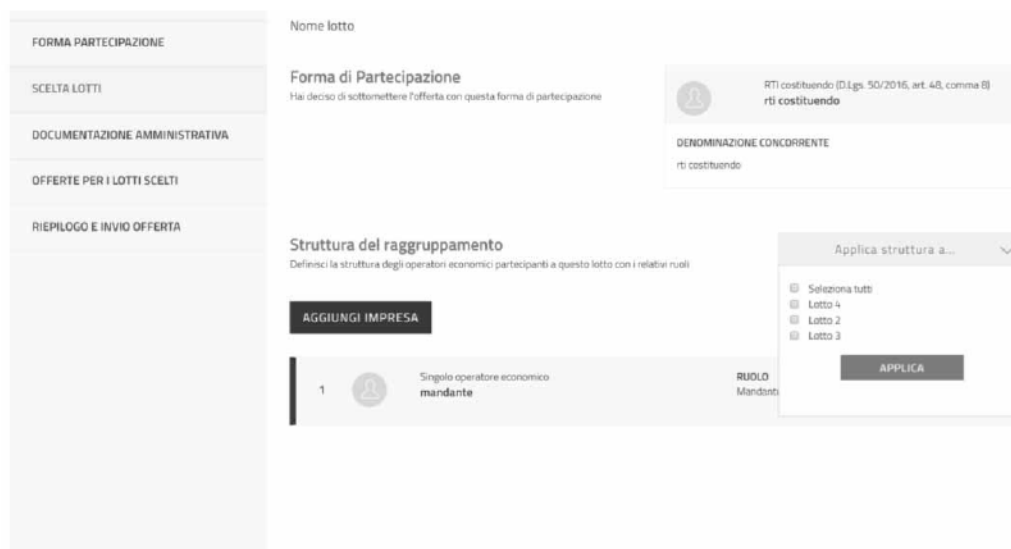 FORMA PARTECIPAZIONE
SCELTA LOTTI
DOCUMENTAZIONE AMMINISTRATIVA
OFFERTE PER I LOTTI SCELTI
RIEPILOGO E INVIO OFFERTA
Nome lotto
Forma di Partecipazione
Hai deciso di sottomettere l'offerta con questa forma di partecipazione
RTI costituendo (D.Lgs. 50/2016, art. 48, comma 8)
rti costituendo
DENOMINAZIONE CONCORRENTE
rti costituendo
Struttura del raggruppamento
Definisci la struttura degli operatori economici partecipanti a questo lotto con i relativi ruoli
Applica struttura a...
Seleziona tutti
Lotto 4
Lotto 2
Lotto 3
APPLICA
AGGIUNGI IMPRESA
1
Singolo operatore economico
mandante
RUOLO
Mandant